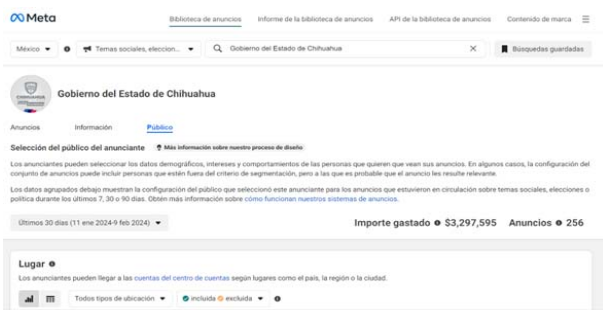 Meta
Biblioteca de anuncios Informe de la biblioteca de anuncios API de la biblioteca de anuncios Contenido de marca
México Temas sociales, eleccion... Gobierno del Estado de Chihuahua Búsquedas guardadas
CHIHUAHUA
Gobierno del Estado de Chihuahua
Anuncios Información Público
Selección del público del anunciante Más información sobre nuestro proceso de diseño
Los anunciantes pueden seleccionar los datos demográficos, intereses y comportamientos de las personas que quieren que vean sus anuncios. En algunos casos, la configuración del
conjunto de anuncios puede incluir personas que estén fuera del criterio de segmentación, pero a las que es probable que el anuncio les resulte relevante.
Los datos agrupados debajo muestran la configuración del público que seleccionó este anunciante para los anuncios que estuvieron en circulación sobre temas sociales, elecciones o
política durante los últimos 7, 30 o 90 días. Obtén más información sobre cómo funcionan nuestros sistemas de anuncios.
Últimos 30 días (11 ene 2024-9 feb 2024) Importe gastado $3,297,595 Anuncios 256
Lugar
Los anunciantes pueden llegar a las cuentas del centro de cuentas según lugares como el país, la región o la ciudad.
Todos tipos de ubicación incluida excluida